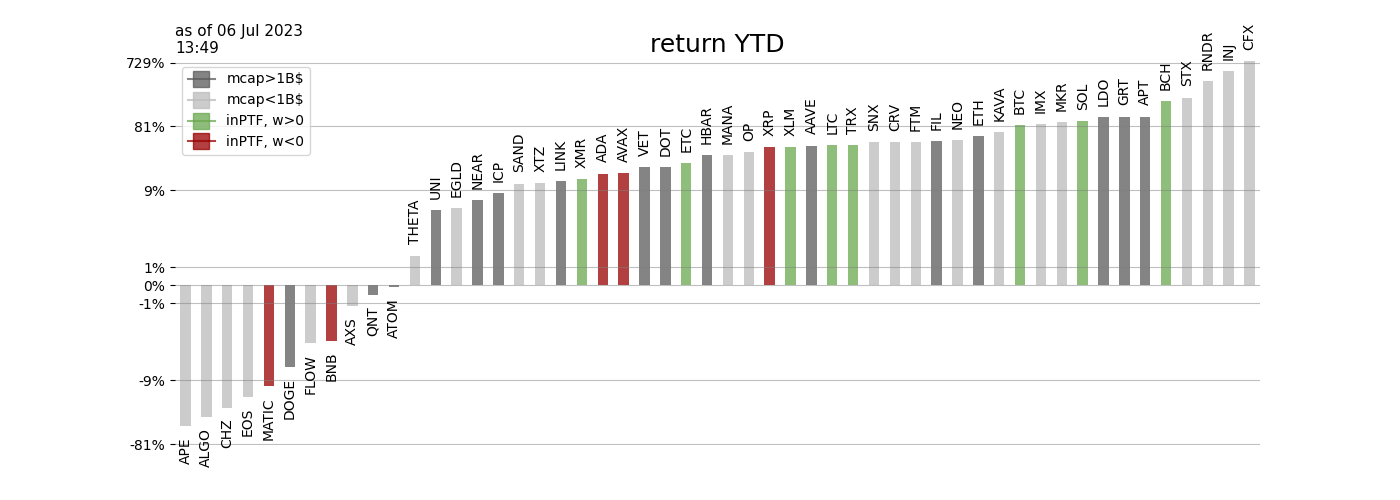 as of 06 Jul 2023
13:49
return YTD
729%
81%
9%
1%
0%
-1%
-9%
-81%
mcap>1B$
mcap<1B$
inPTF, w>0
inPTF, w<0
APE
ALGO
CHZ
EOS
MATIC
DOGE
FLOW
BNB
AXS
QNT
ATOM
THETA
UNI
EGLD
NEAR
ICP
SAND
XTZ
LINK
XMR
ADA
AVAX
VET
DOT
ETC
HBAR
MANA
OP
XRP
XLM
AAVE
LTC
TRX
SNX
CRV
FTM
FIL
NEO
ETH
KAVA
BTC
IMX
MKR
SOL
LDO
GRT
APT
BCH
STX
RNDR
INJ
CFX